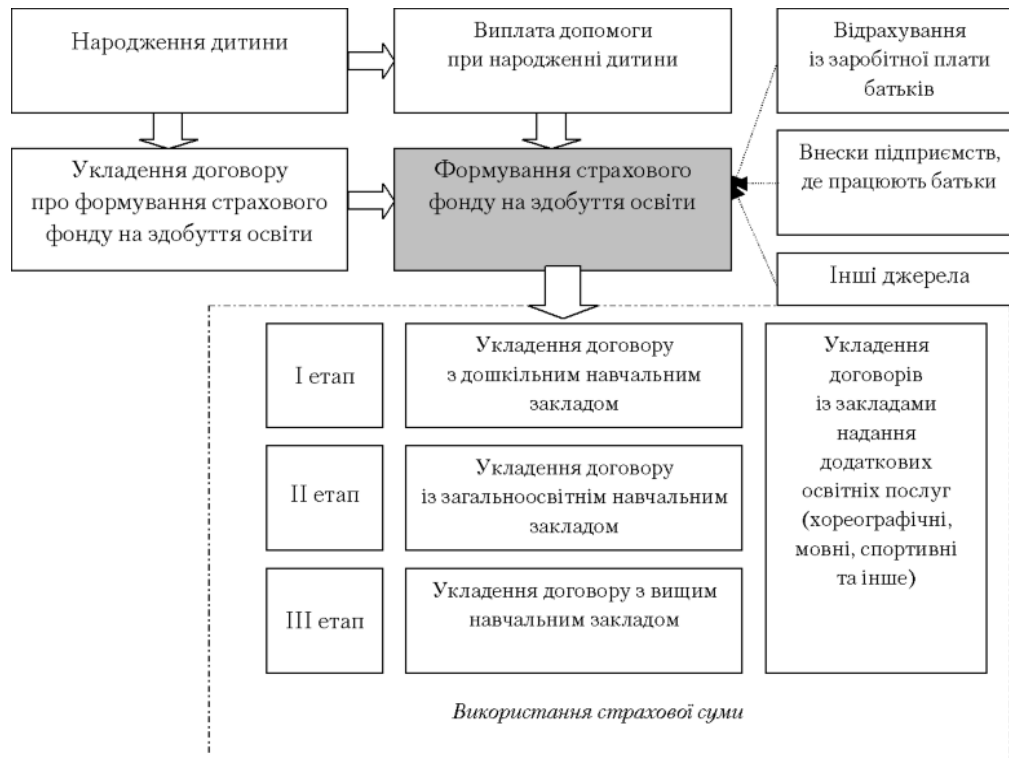 Народження дитини
Виплата допомоги
при народженні дитини
Відрахування
із заробітної плати
батьків
Укладення договору
про формування страхового
фонду на здобуття освіти
Формування страхового
фонду на здобуття освіти
Внески підприємств,
де працюють батьки
Інші джерела
І етап
Укладення договору
з дошкільним навчальним
закладом
ІІ етап
Укладення договору
із загальноосвітнім навчальним
закладом
ІІІ етап
Укладення договору з вищим
навчальним закладом
Укладення
договорів
із закладами
надання
додаткових
освітніх послуг
(хореографічні,
мовні, спортивні
та інше)
Використання страхової суми